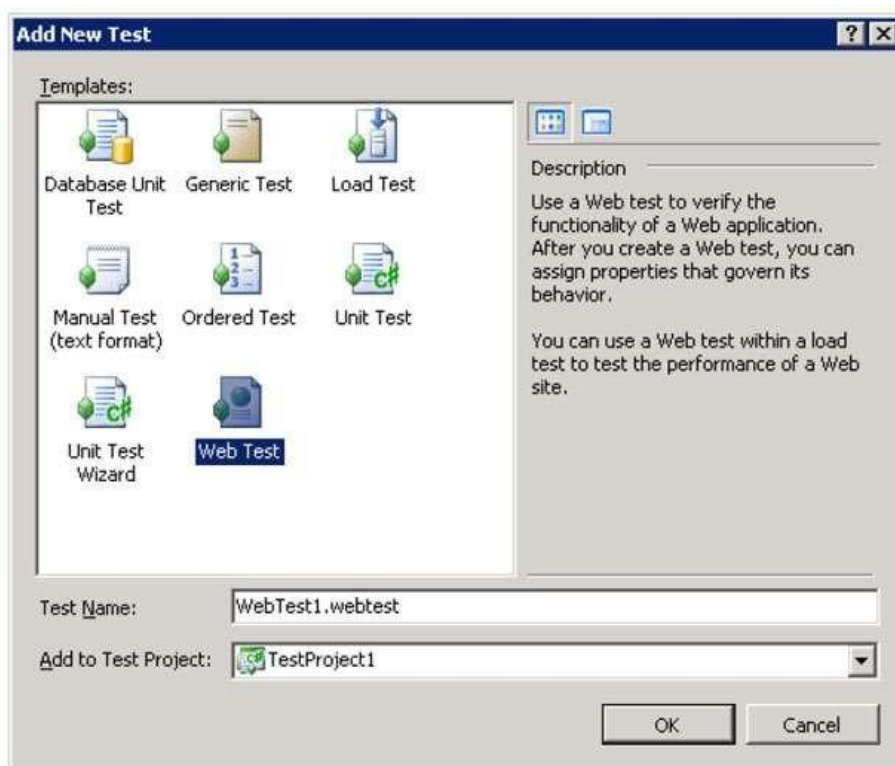 Add New Test
Templates:
Database Unit
Test
Generic Test
Load Test
Manual Test
(text format)
Ordered Test
Unit Test
Unit Test
Wizard
Web Test
Description
Use a Web test to verify the
functionality of a Web application.
After you create a Web test, you can
assign properties that govern its
behavior.
You can use a Web test within a load
test to test the performance of a Web
site.
Test Name:
WebTest1.webtest
Add to Test Project:
TestProject1
OK
Cancel